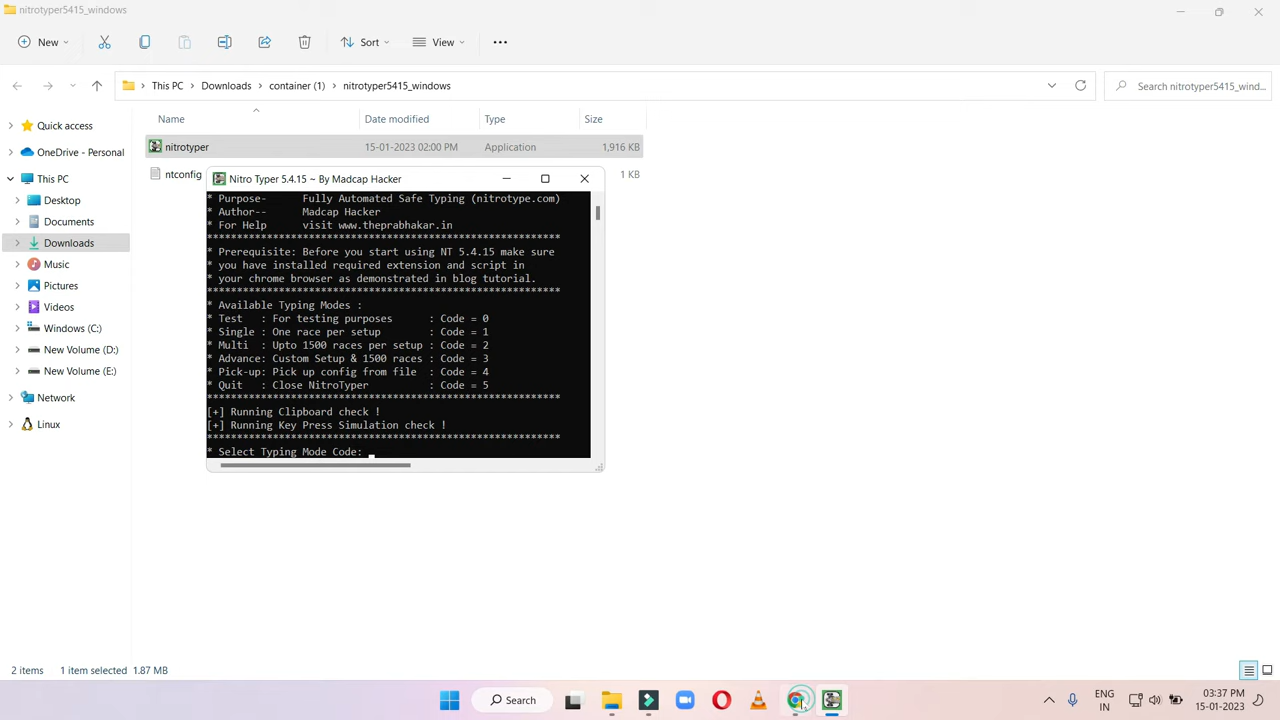 nitrotyper5415_windows
New
Sort
View
This PC
Downloads
container (1)
nitrotyper5415_windows
Search nitrotyper5415_wind...
Name
Date modified
Type
Size
Quick access
OneDrive - Personal
This PC
Desktop
Documents
Downloads
Music
Pictures
Videos
Windows (C:)
New Volume (D:)
New Volume (E:)
Network
Linux
nitrotyper
15-01-2023 02:00 PM
Application
1,916 KB
ntconfig
1 KB
Nitro Typer 5.4.15 ~ By Madcap Hacker
* Purpose- Fully Automated Safe Typing (nitrotype.com)
* Author-- Madcap Hacker
* For Help visit www.theprabhakar.in
*************************************************************
* Prerequisite: Before you start using NT 5.4.15 make sure
* you have installed required extension and script in
* your chrome browser as demonstrated in blog tutorial.
*************************************************************
* Available Typing Modes :
* Test : For testing purposes : Code = 0
* Single : One race per setup : Code = 1
* Multi : Upto 1500 races per setup : Code = 2
* Advance: Custom Setup & 1500 races : Code = 3
* Pick-up: Pick up config from file : Code = 4
* Quit : Close NitroTyper : Code = 5
*************************************************************
[+] Running Clipboard check !
[+] Running Key Press Simulation check !
*************************************************************
* Select Typing Mode Code: _
2 items
1 item selected 1.87 MB
Search
ENG
IN
03:37 PM
15-01-2023